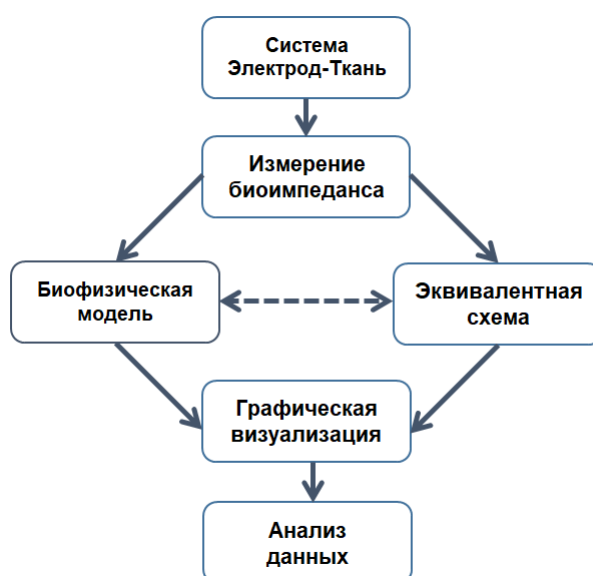 Система
Электрод-Ткань
Измерение
биоимпеданса
Биофизическая
модель
Эквивалентная
схема
Графическая
визуализация
Анализ
данных